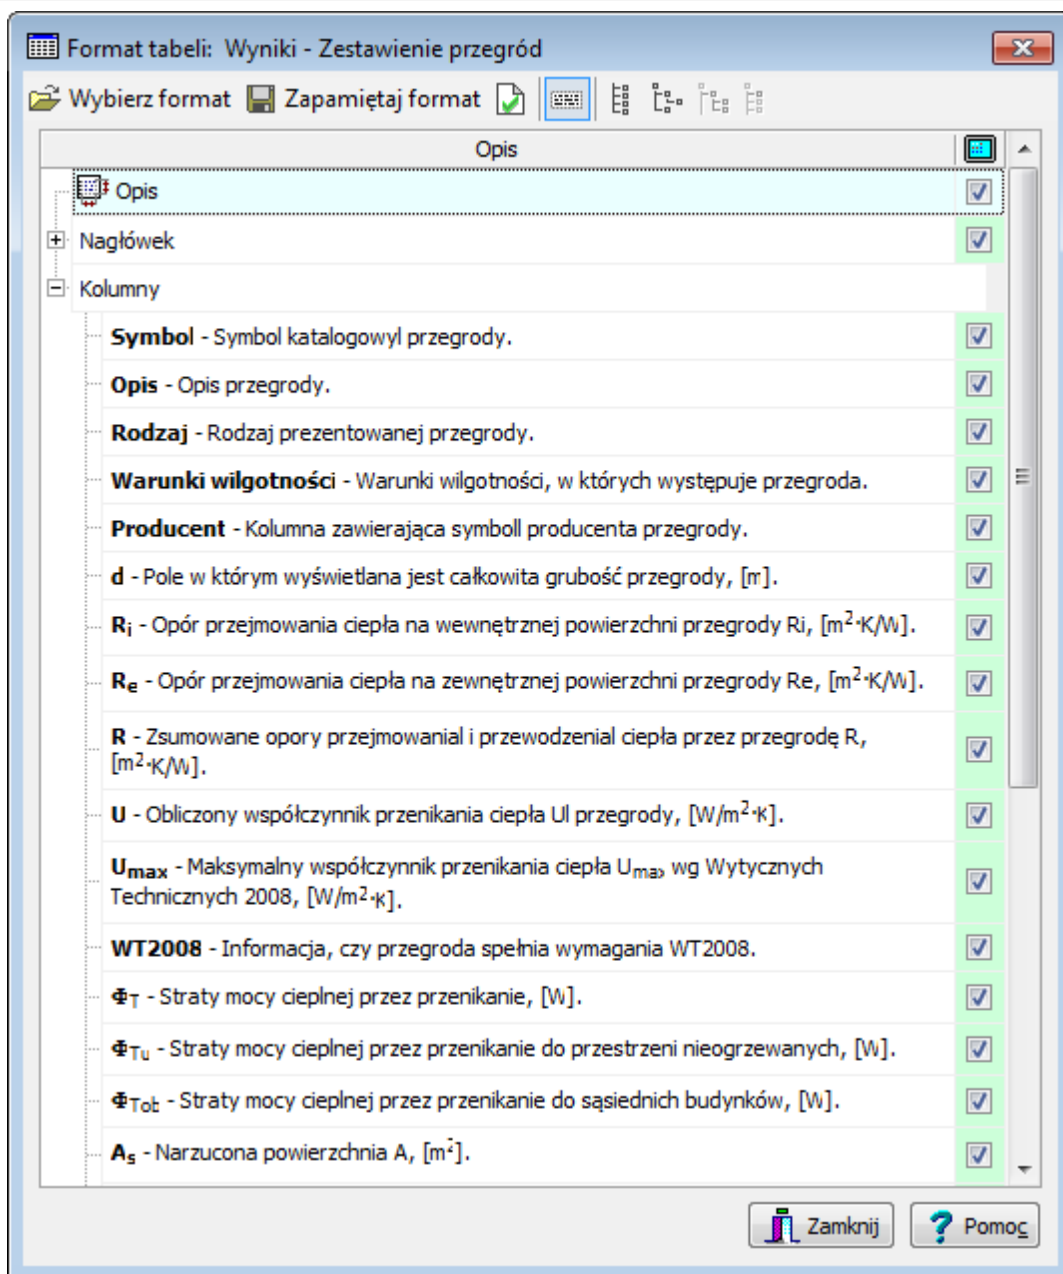 Format tabeli: Wyniki - Zestawienie przegród
Wybierz format Zapamiętaj format
Opis
Opis
Nagłówek
Kolumny
Symbol - Symbol katalogowyl przegrody.
Opis - Opis przegrody.
Rodzaj - Rodzaj prezentowanej przegrody.
Warunki wilgotności - Warunki wilgotności, w których występuje przegroda.
Producent - Kolumna zawierająca symboll producenta przegrody.
d - Pole w którym wyświetlana jest całkowita grubość przegrody, [m].
Ri - Opór przejmowania ciepła na wewnętrznej powierzchni przegrody Ri, [m²·K/W].
Re - Opór przejmowania ciepła na zewnętrznej powierzchni przegrody Re, [m²·K/W].
R - Zsumowane opory przejmowanial i przewodzenial ciepła przez przegrodę R,
[m²·K/W].
U - Obliczony współczynnik przenikania ciepła Ul przegrody, [W/m²·K].
Umax - Maksymalny współczynnik przenikania ciepła Umax wg Wytycznych
Technicznych 2008, [W/m²·K].
WT2008 - Informacja, czy przegroda spełnia wymagania WT2008.
ΦT - Straty mocy cieplnej przez przenikanie, [W].
ΦTu - Straty mocy cieplnej przez przenikanie do przestrzeni nieogrzewanych, [W].
ΦTob - Straty mocy cieplnej przez przenikanie do sąsiednich budynków, [W].
As - Narzucona powierzchnia A, [m²].
Zamknij
Pomoc